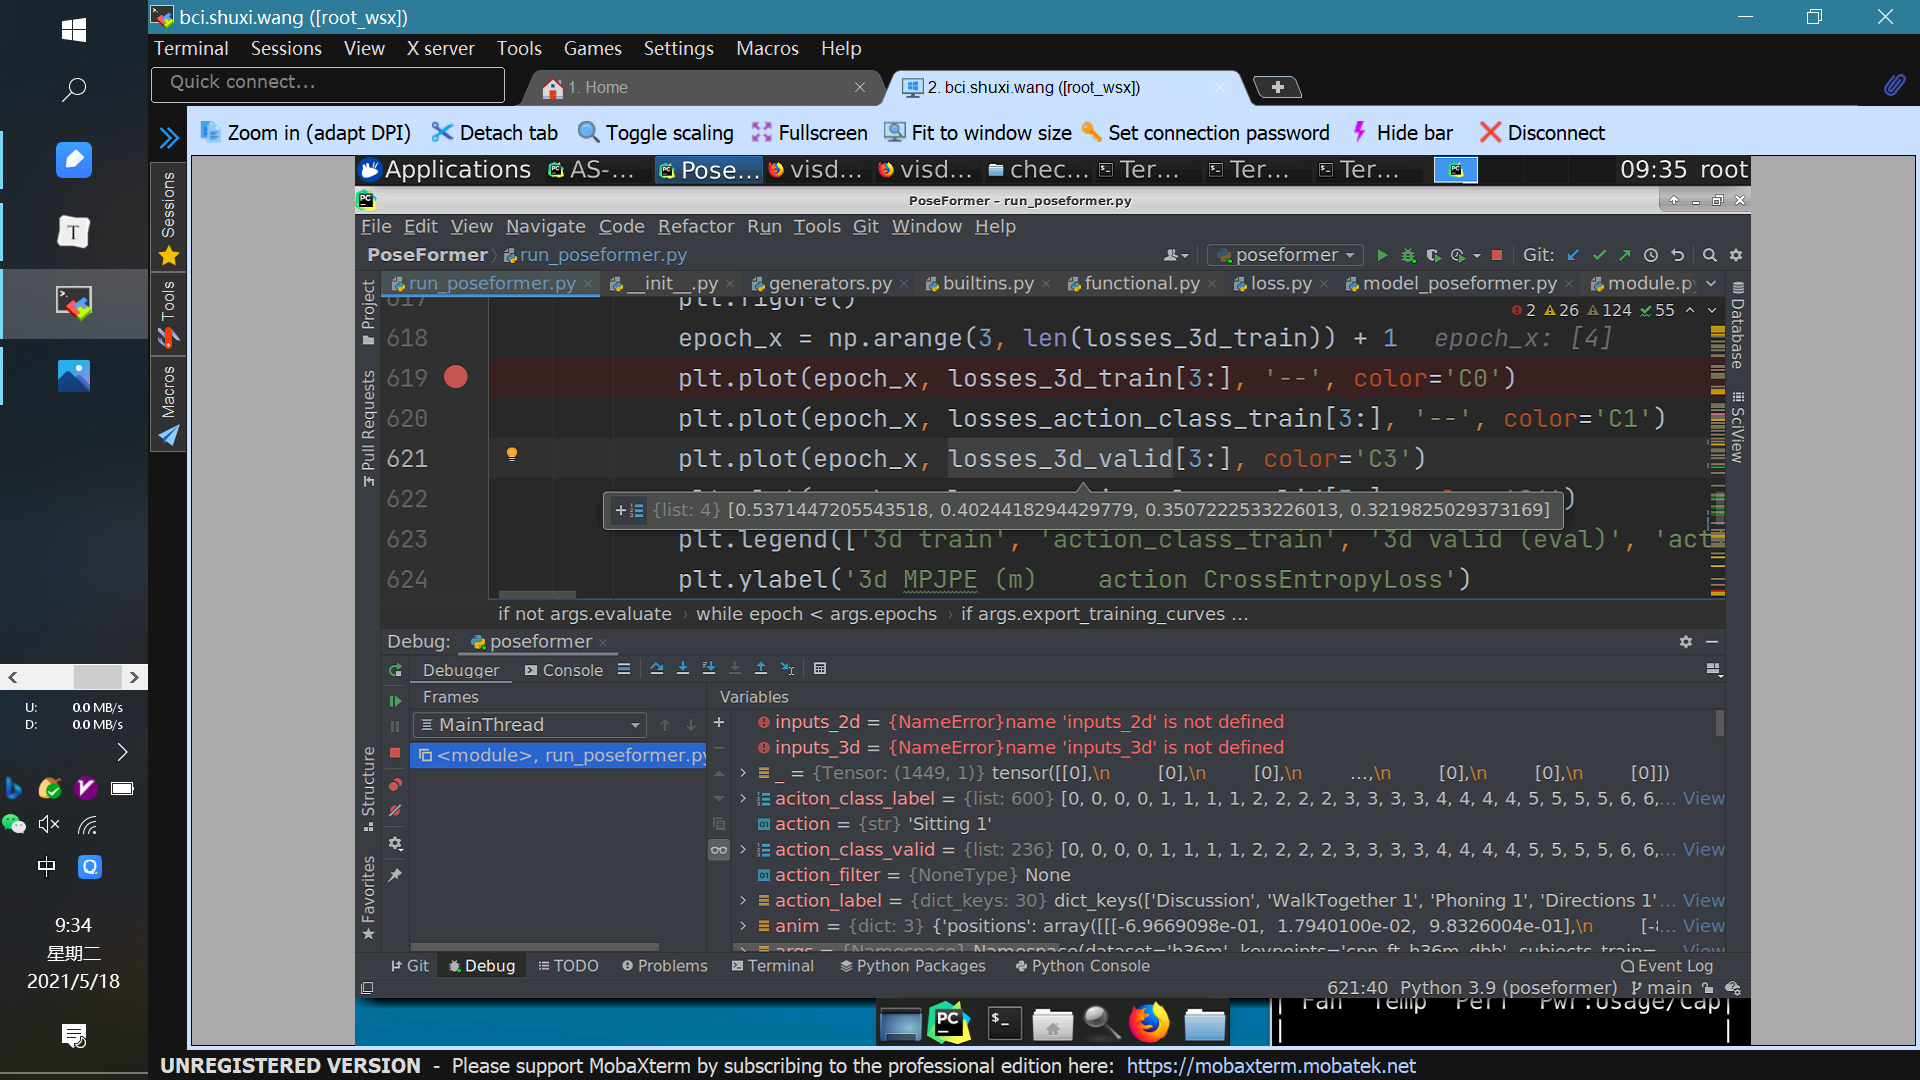 bci.shuxi.wang ([root_wsx])
Terminal Sessions View X server Tools Games Settings Macros Help
Quick connect...
1. Home
2. bci.shuxi.wang ([root_wsx])
Zoom in (adapt DPI) Detach tab Toggle scaling Fullscreen Fit to window size Set connection password Hide bar Disconnect
Sessions
Tools
Macros
Applications AS-... Pose... visd... visd... chec... Ter... Ter... Ter... 09:35 root
PoseFormer – run_poseformer.py
File Edit View Navigate Code Refactor Run Tools Git Window Help
PoseFormer run_poseformer.py poseformer Git:
run_poseformer.py __init__.py generators.py builtins.py functional.py loss.py model_poseformer.py module.p
2 26 124 55
Project
Pull Requests
Structure
Favorites
Database
SciView
617 plt.figure()
618 epoch_x = np.arange(3, len(losses_3d_train)) + 1 epoch_x: [4]
619 plt.plot(epoch_x, losses_3d_train[3:], '--', color='C0')
620 plt.plot(epoch_x, losses_action_class_train[3:], '--', color='C1')
621 plt.plot(epoch_x, losses_3d_valid[3:], color='C3')
622
{list: 4} [0.5371447205543518, 0.4024418294429779, 0.3507222533226013, 0.3219825029373169]
623 plt.legend(['3d train', 'action_class_train', '3d valid (eval)', 'act
624 plt.ylabel('3d MPJPE (m) action CrossEntropyLoss')
if not args.evaluate › while epoch < args.epochs › if args.export_training_curves ...
Debug: poseformer
Debugger Console
Frames Variables
MainThread
<module>, run_poseformer.py
inputs_2d = {NameError}name 'inputs_2d' is not defined
inputs_3d = {NameError}name 'inputs_3d' is not defined
_ = {Tensor: (1449, 1)} tensor([[0],\n [0],\n [0],\n ...,\n [0],\n [0],\n [0]])
aciton_class_label = {list: 600} [0, 0, 0, 0, 1, 1, 1, 1, 2, 2, 2, 2, 3, 3, 3, 3, 4, 4, 4, 4, 5, 5, 5, 5, 6, 6,... View
action = {str} 'Sitting 1'
action_class_valid = {list: 236} [0, 0, 0, 0, 1, 1, 1, 1, 2, 2, 2, 2, 3, 3, 3, 3, 4, 4, 4, 4, 5, 5, 5, 5, 6, 6,... View
action_filter = {NoneType} None
action_label = {dict_keys: 30} dict_keys(['Discussion', 'WalkTogether 1', 'Phoning 1', 'Directions 1'... View
anim = {dict: 3} {'positions': array([[[-6.9669098e-01, 1.7940100e-02, 9.8326004e-01],\n [-8... View
args = {Namespace} Namespace(dataset='h36m', keypoints='cpn_ft_h36m_dbb', subjects_train=... View
Git Debug TODO Problems Terminal Python Packages Python Console Event Log
621:40 Python 3.9 (poseformer) main
Fan Temp Perf Pwr:Usage/Cap
U: 0.0 MB/s
D: 0.0 MB/s
中
9:34
星期二
2021/5/18
UNREGISTERED VERSION - Please support MobaXterm by subscribing to the professional edition here: https://mobaxterm.mobatek.net